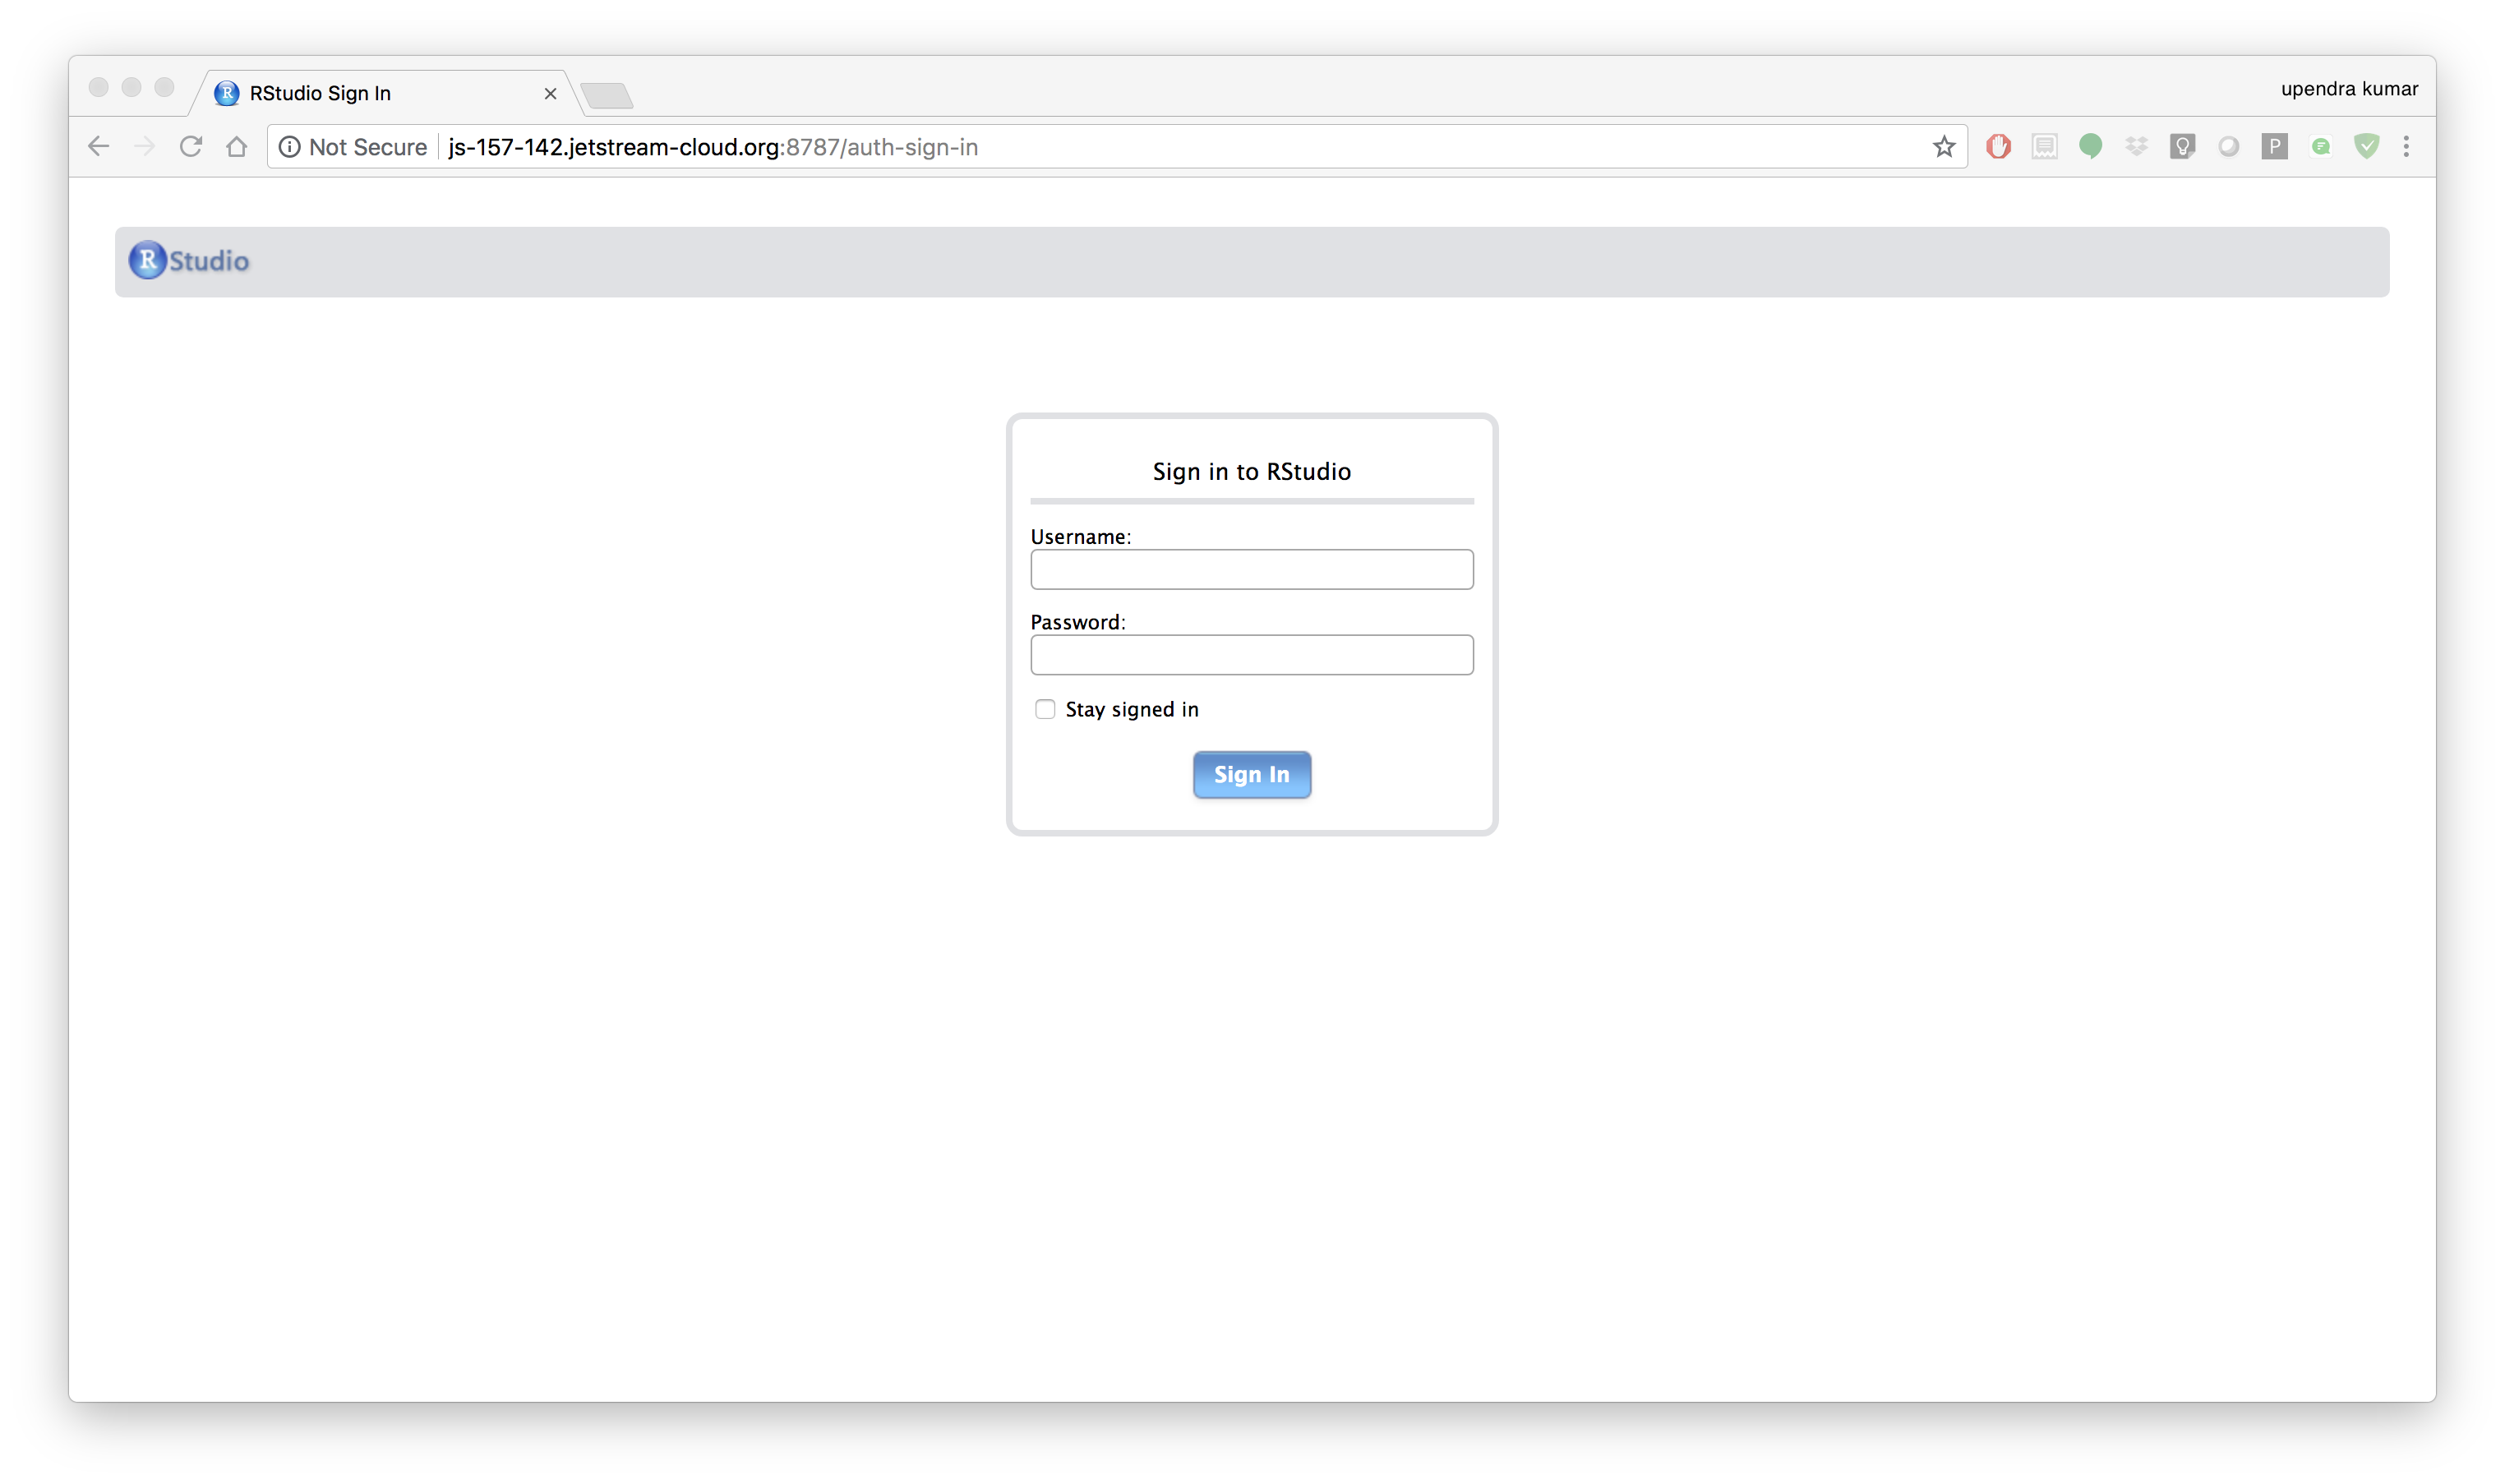 RStudio Sign In
upendra kumar
Not Secure js-157-142.jetstream-cloud.org:8787/auth-sign-in
P
R Studio
Sign in to RStudio
Username:
Password:
Stay signed in
Sign In